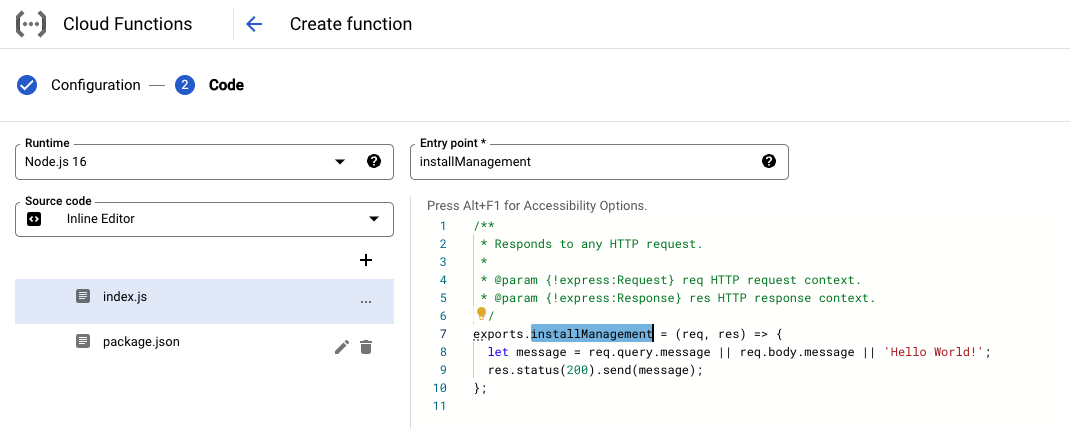 Cloud Functions
Create function
Configuration — 2 Code
Runtime
Node.js 16
Entry point *
installManagement
Source code
Inline Editor
index.js
package.json
Press Alt+F1 for Accessibility Options.
1 /**
2 * Responds to any HTTP request.
3 *
4 * @param {!express:Request} req HTTP request context.
5 * @param {!express:Response} res HTTP response context.
6 /
7 exports.installManagement = (req, res) => {
8 let message = req.query.message || req.body.message || 'Hello World!';
9 res.status(200).send(message);
10 };
11